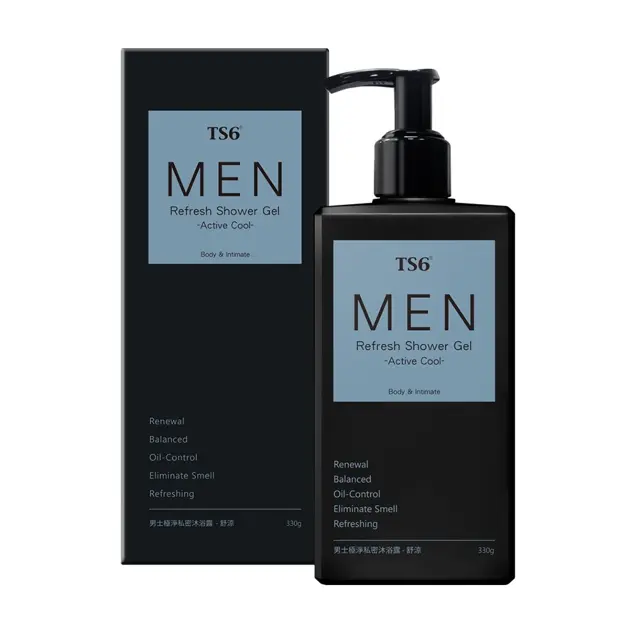 TS6®
MEN
Refresh Shower Gel
-Active Cool-
Body & Intimate
Renewal
Balanced
Oil-Control
Eliminate Smell
Refreshing
男士極淨私密沐浴露 - 舒涼 330g
TS6®
MEN
Refresh Shower Gel
-Active Cool-
Body & Intimate
Renewal
Balanced
Oil-Control
Eliminate Smell
Refreshing
男士極淨私密沐浴露 - 舒涼 330g